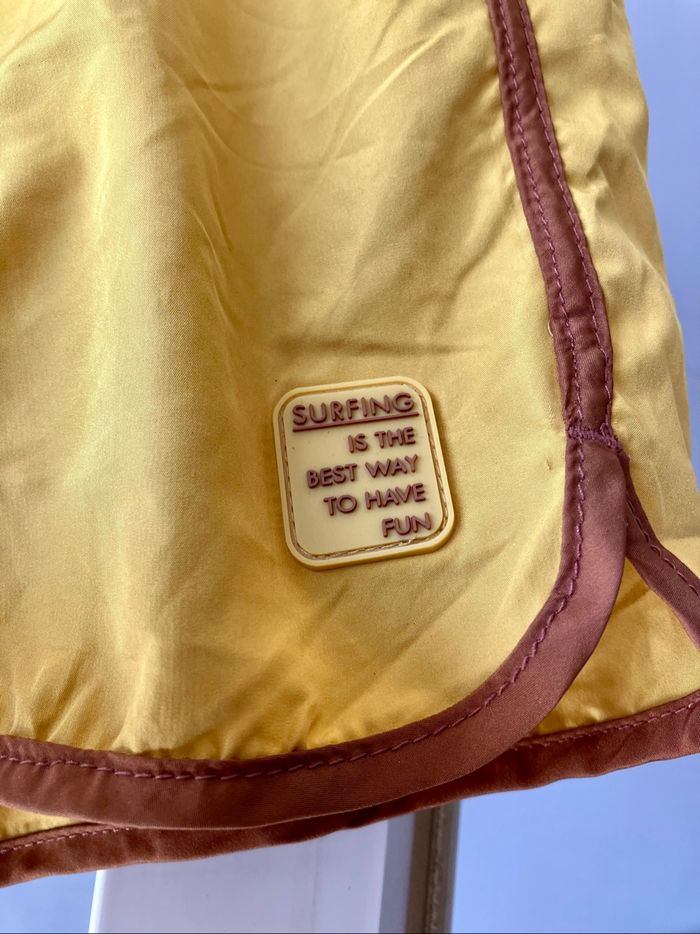 SURFING
IS THE
BEST WAY
TO HAVE
FUN